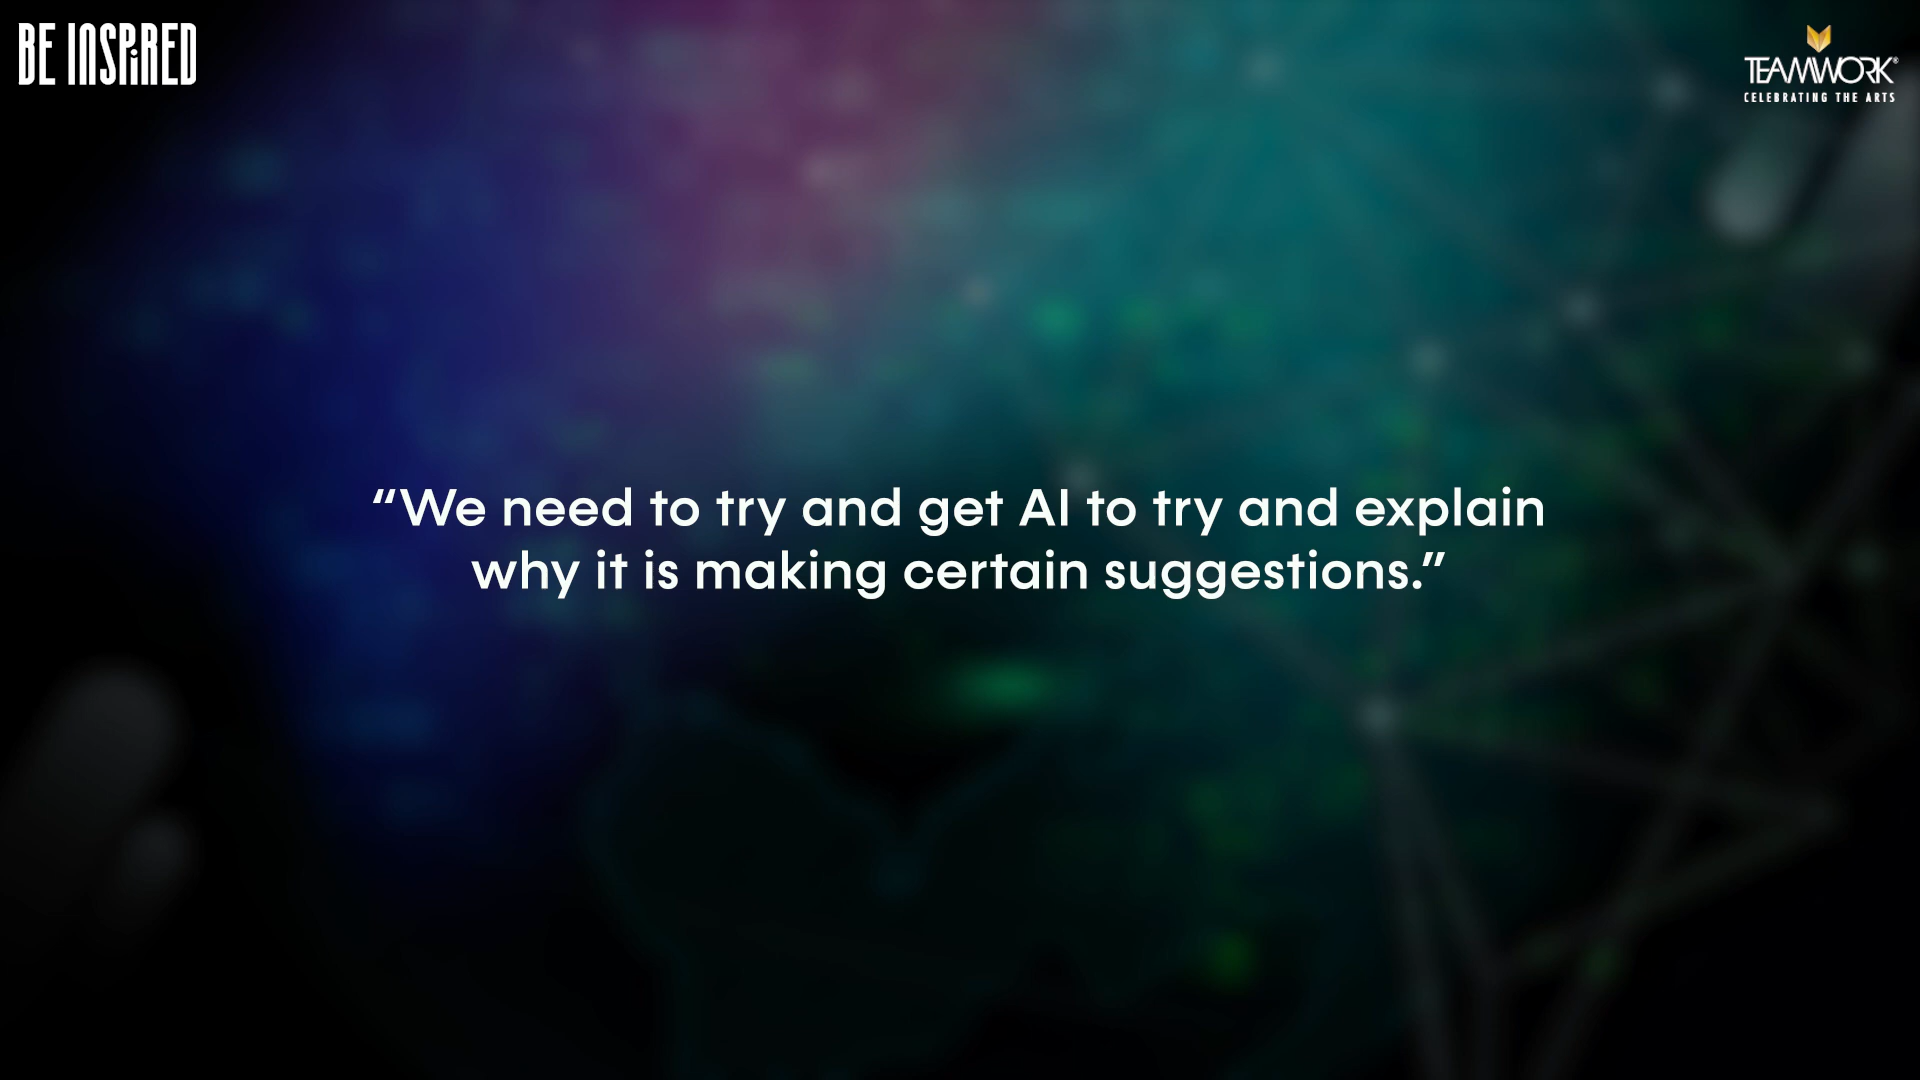 BE INSPiRED
TEAMWORK®
CELEBRATING THE ARTS
“We need to try and get AI to try and explain
why it is making certain suggestions.”